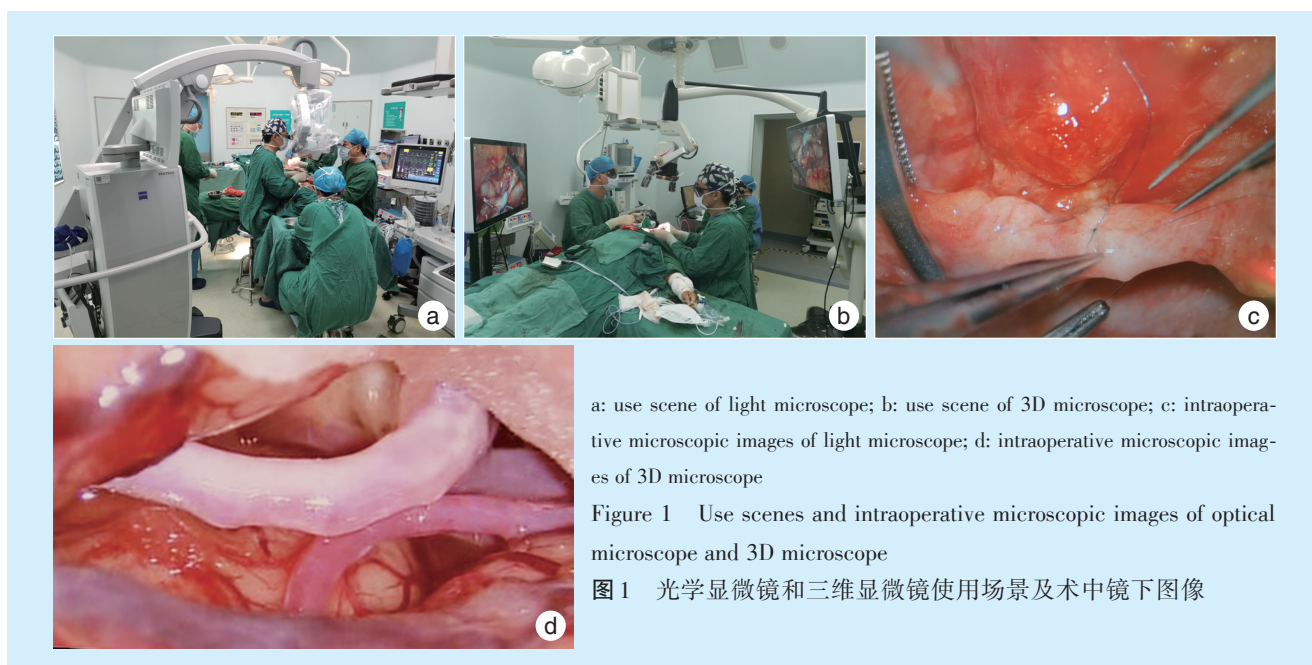 a
b
c
d
a: use scene of light microscope; b: use scene of 3D microscope; c: intraopera-
tive microscopic images of light microscope; d: intraoperative microscopic imag-
es of 3D microscope
Figure 1 Use scenes and intraoperative microscopic images of optical
microscope and 3D microscope
图1 光学显微镜和三维显微镜使用场景及术中镜下图像